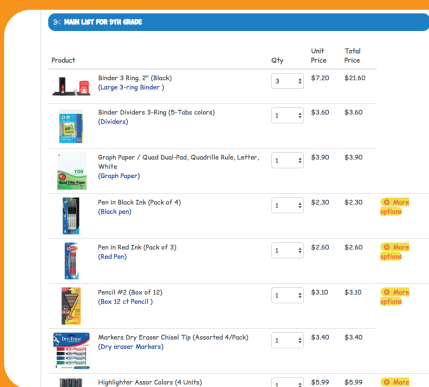 MAIN LIST FOR 9TH GRADE
Product Qty Unit Price Total Price
Binder 3 Ring. 2" (Black) 3 $7.20 $21.60
(Large 3-ring Binder )
Binder Dividers 3-Ring (5-Tabs colors) 1 $3.60 $3.60
(Dividers)
Graph Paper / Quad Dual-Pad, Quadrille Rule, Letter, 1 $3.90 $3.90
White
(Graph Paper)
100
Pen in Black Ink (Pack of 4) 1 $2.30 $2.30 More
(Black pen) options
Pen in Red Ink (Pack of 3) 1 $2.60 $2.60 More
(Red Pen) options
Pencil #2 (Box of 12) 1 $3.10 $3.10 More
(Box 12 ct Pencil ) options
Markers Dry Eraser Chisel Tip (Assorted 4/Pack) 1 $3.40 $3.40
(Dry eraser Markers)
Dry-Erase
Highlighter Assor Colors (4 Units) 1 $5.99 $5.99 More